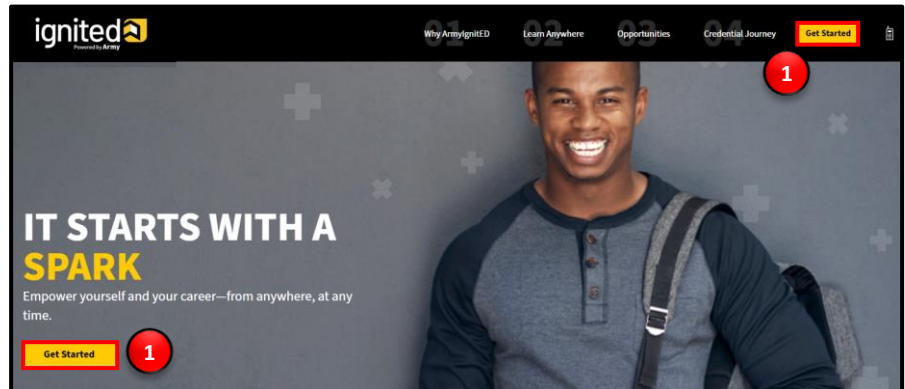 ignited
Powered by Army
01 02 03 04
Why ArmyIgnitED Learn Anywhere Opportunities Credential Journey Get Started
1
IT STARTS WITH A
SPARK
Empower yourself and your career—from anywhere, at any
time.
Get Started 1